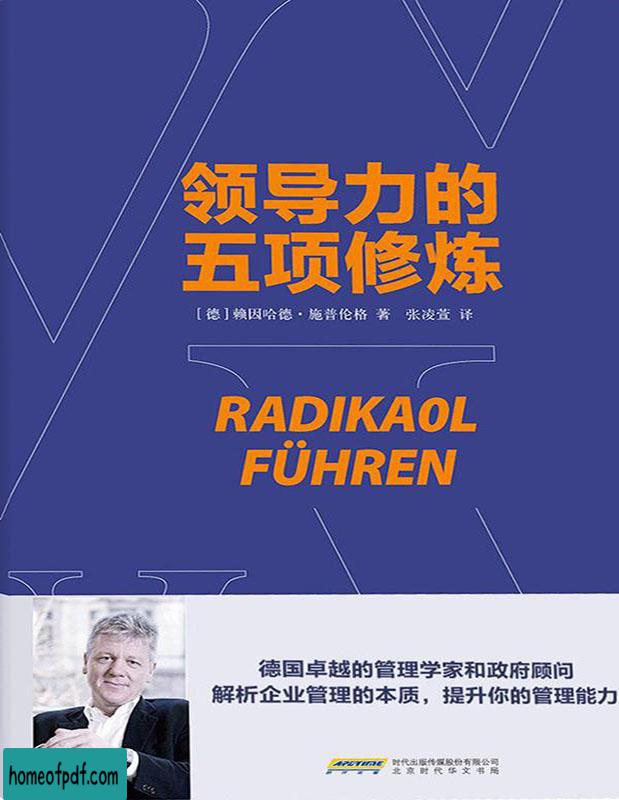 领导力的
五项修炼
[德]赖因哈德·施普伦格 著 张凌萱 译
RADIKA0L
FÜHREN
德国卓越的管理学家和政府顾问
解析企业管理的本质，提升你的管理能力
时代出版传媒股份有限公司
北京时代华文书局
homeofpdf.com